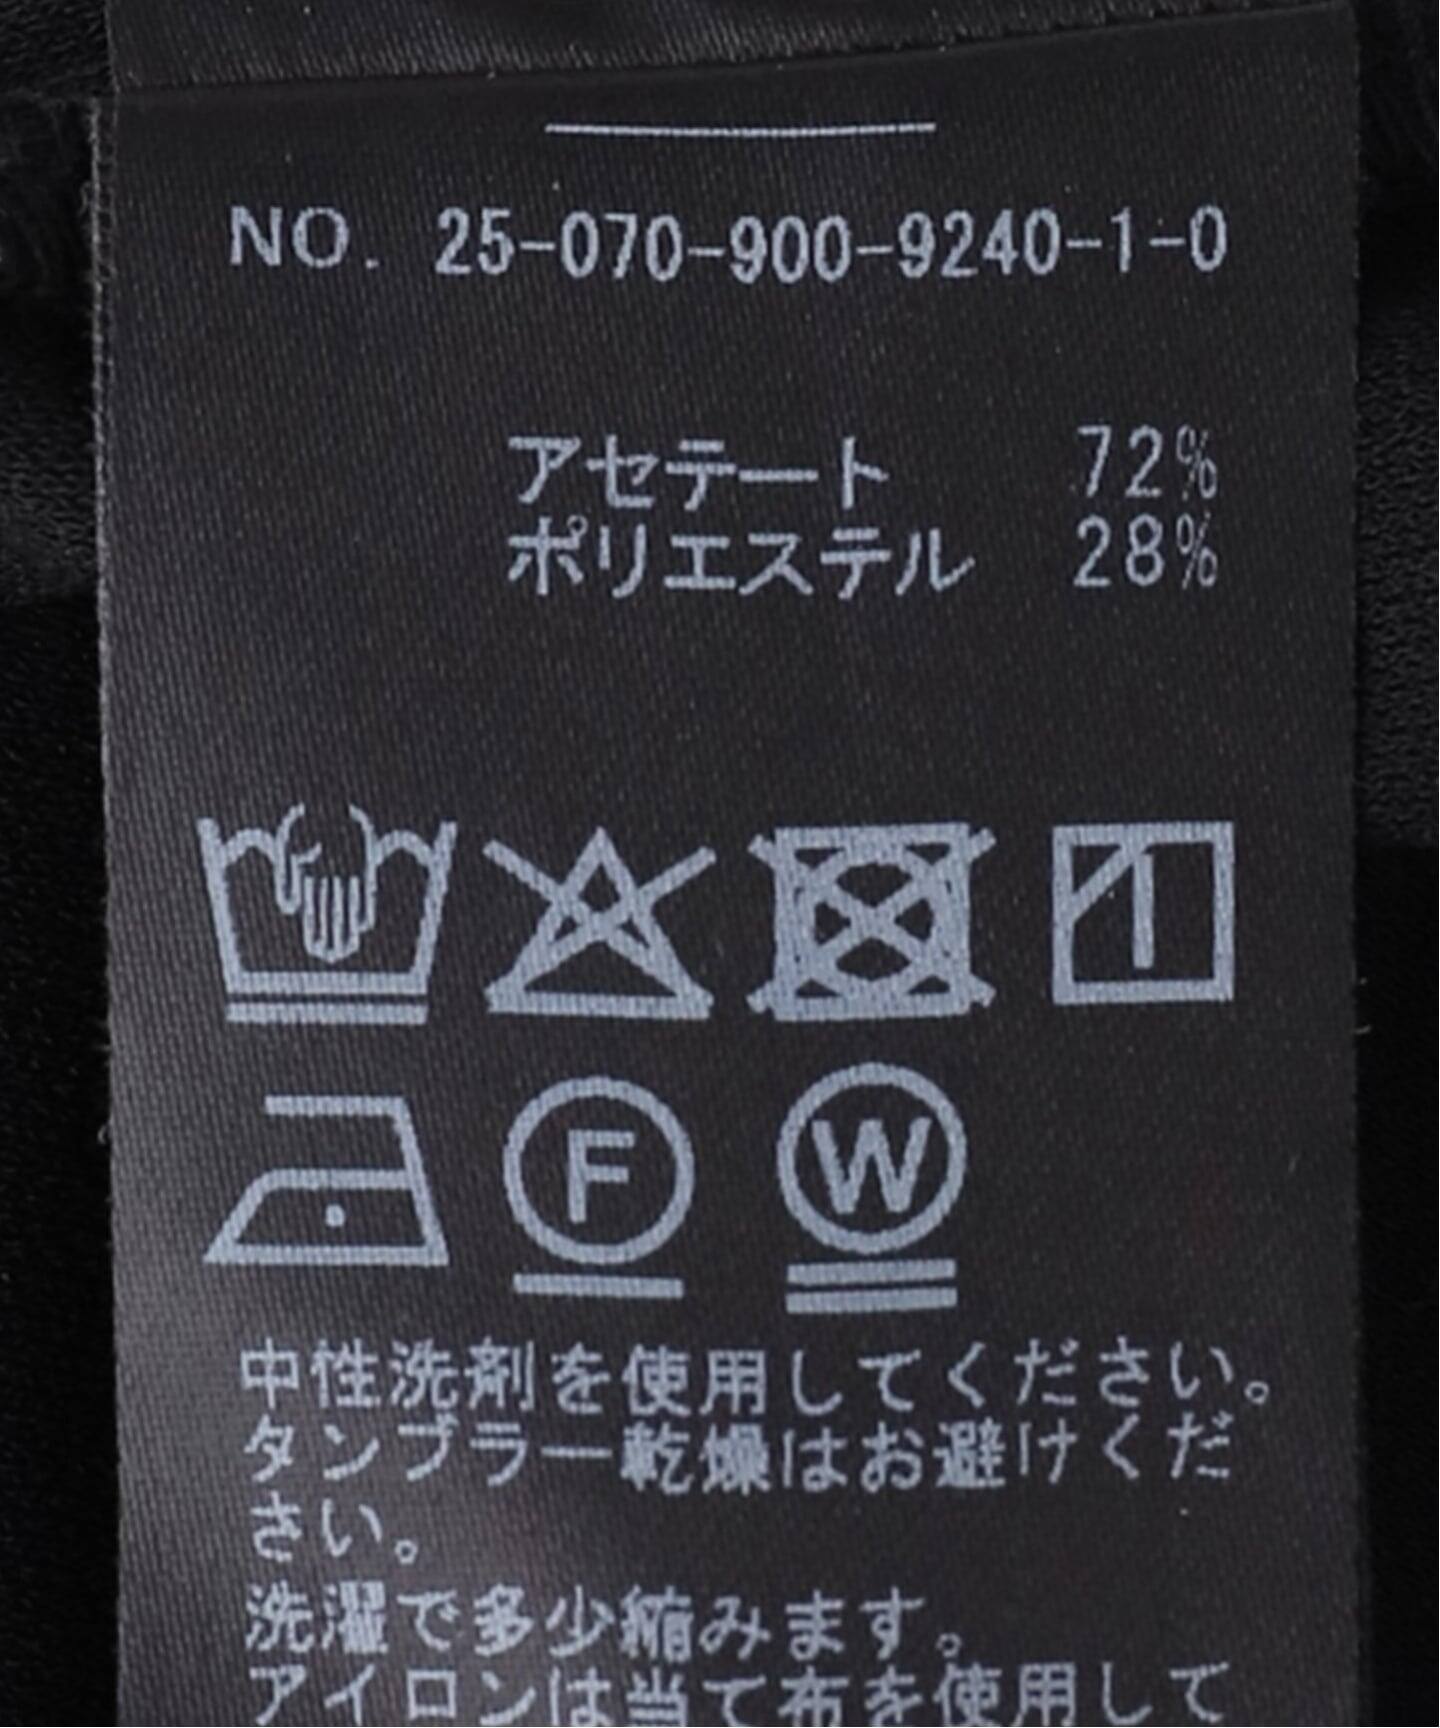 NO. 25-070-900-9240-1-0
アセテート 72%
ポリエステル 28%
F
W
中性洗剤を使用してください。
タンブラー乾燥はお避けくだ
さい。
洗濯で多少縮みます。
アイロンは当て布を使用して